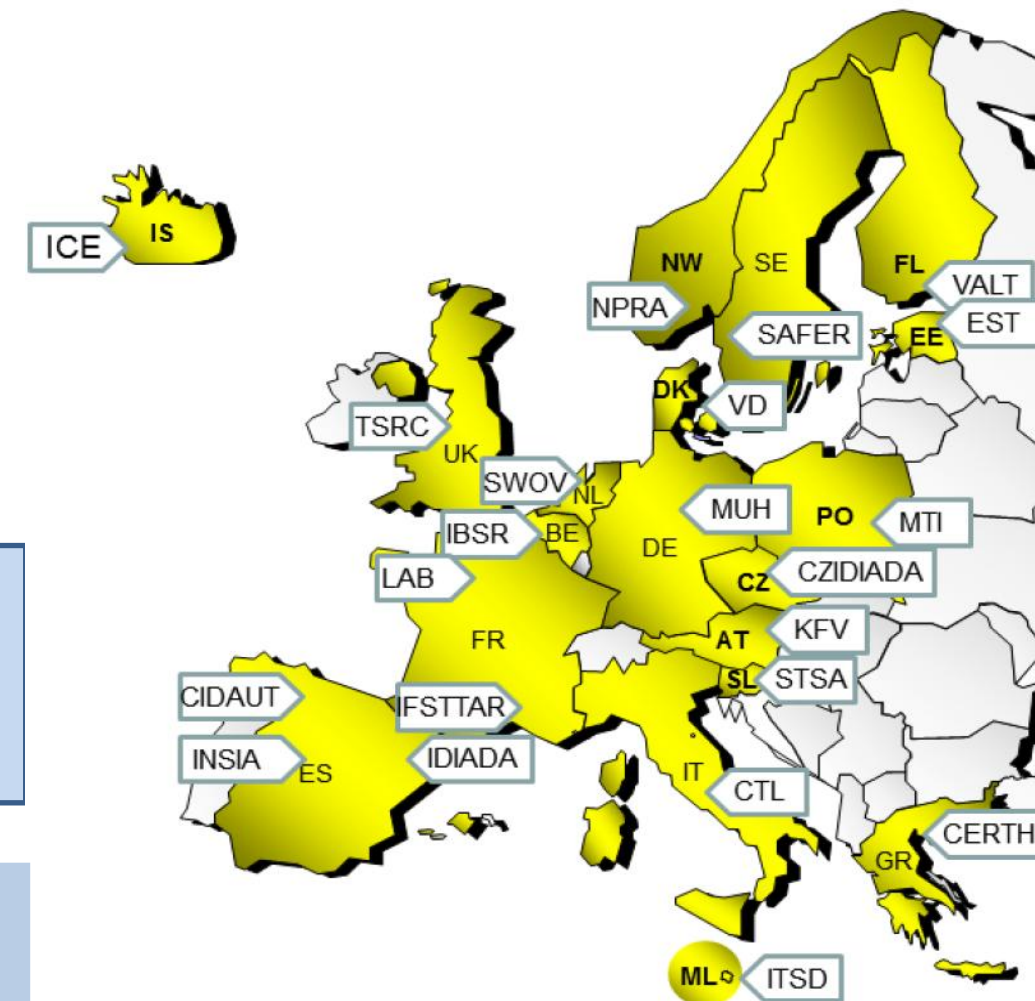 IS
ICE
NW
SE
FL
NPRA
VALT
SAFER
EST
EE
DK
VD
TSRC
UK
SWOV
NL
MUH
PO
MTI
IBSR
BE
DE
LAB
CZ
CZIDIADA
FR
AT
KFV
SL
STSA
CIDAUT
IFSTTAR
INSIA
ES
IDIADA
IT
CTL
CERTH
GR
ML
ITSD